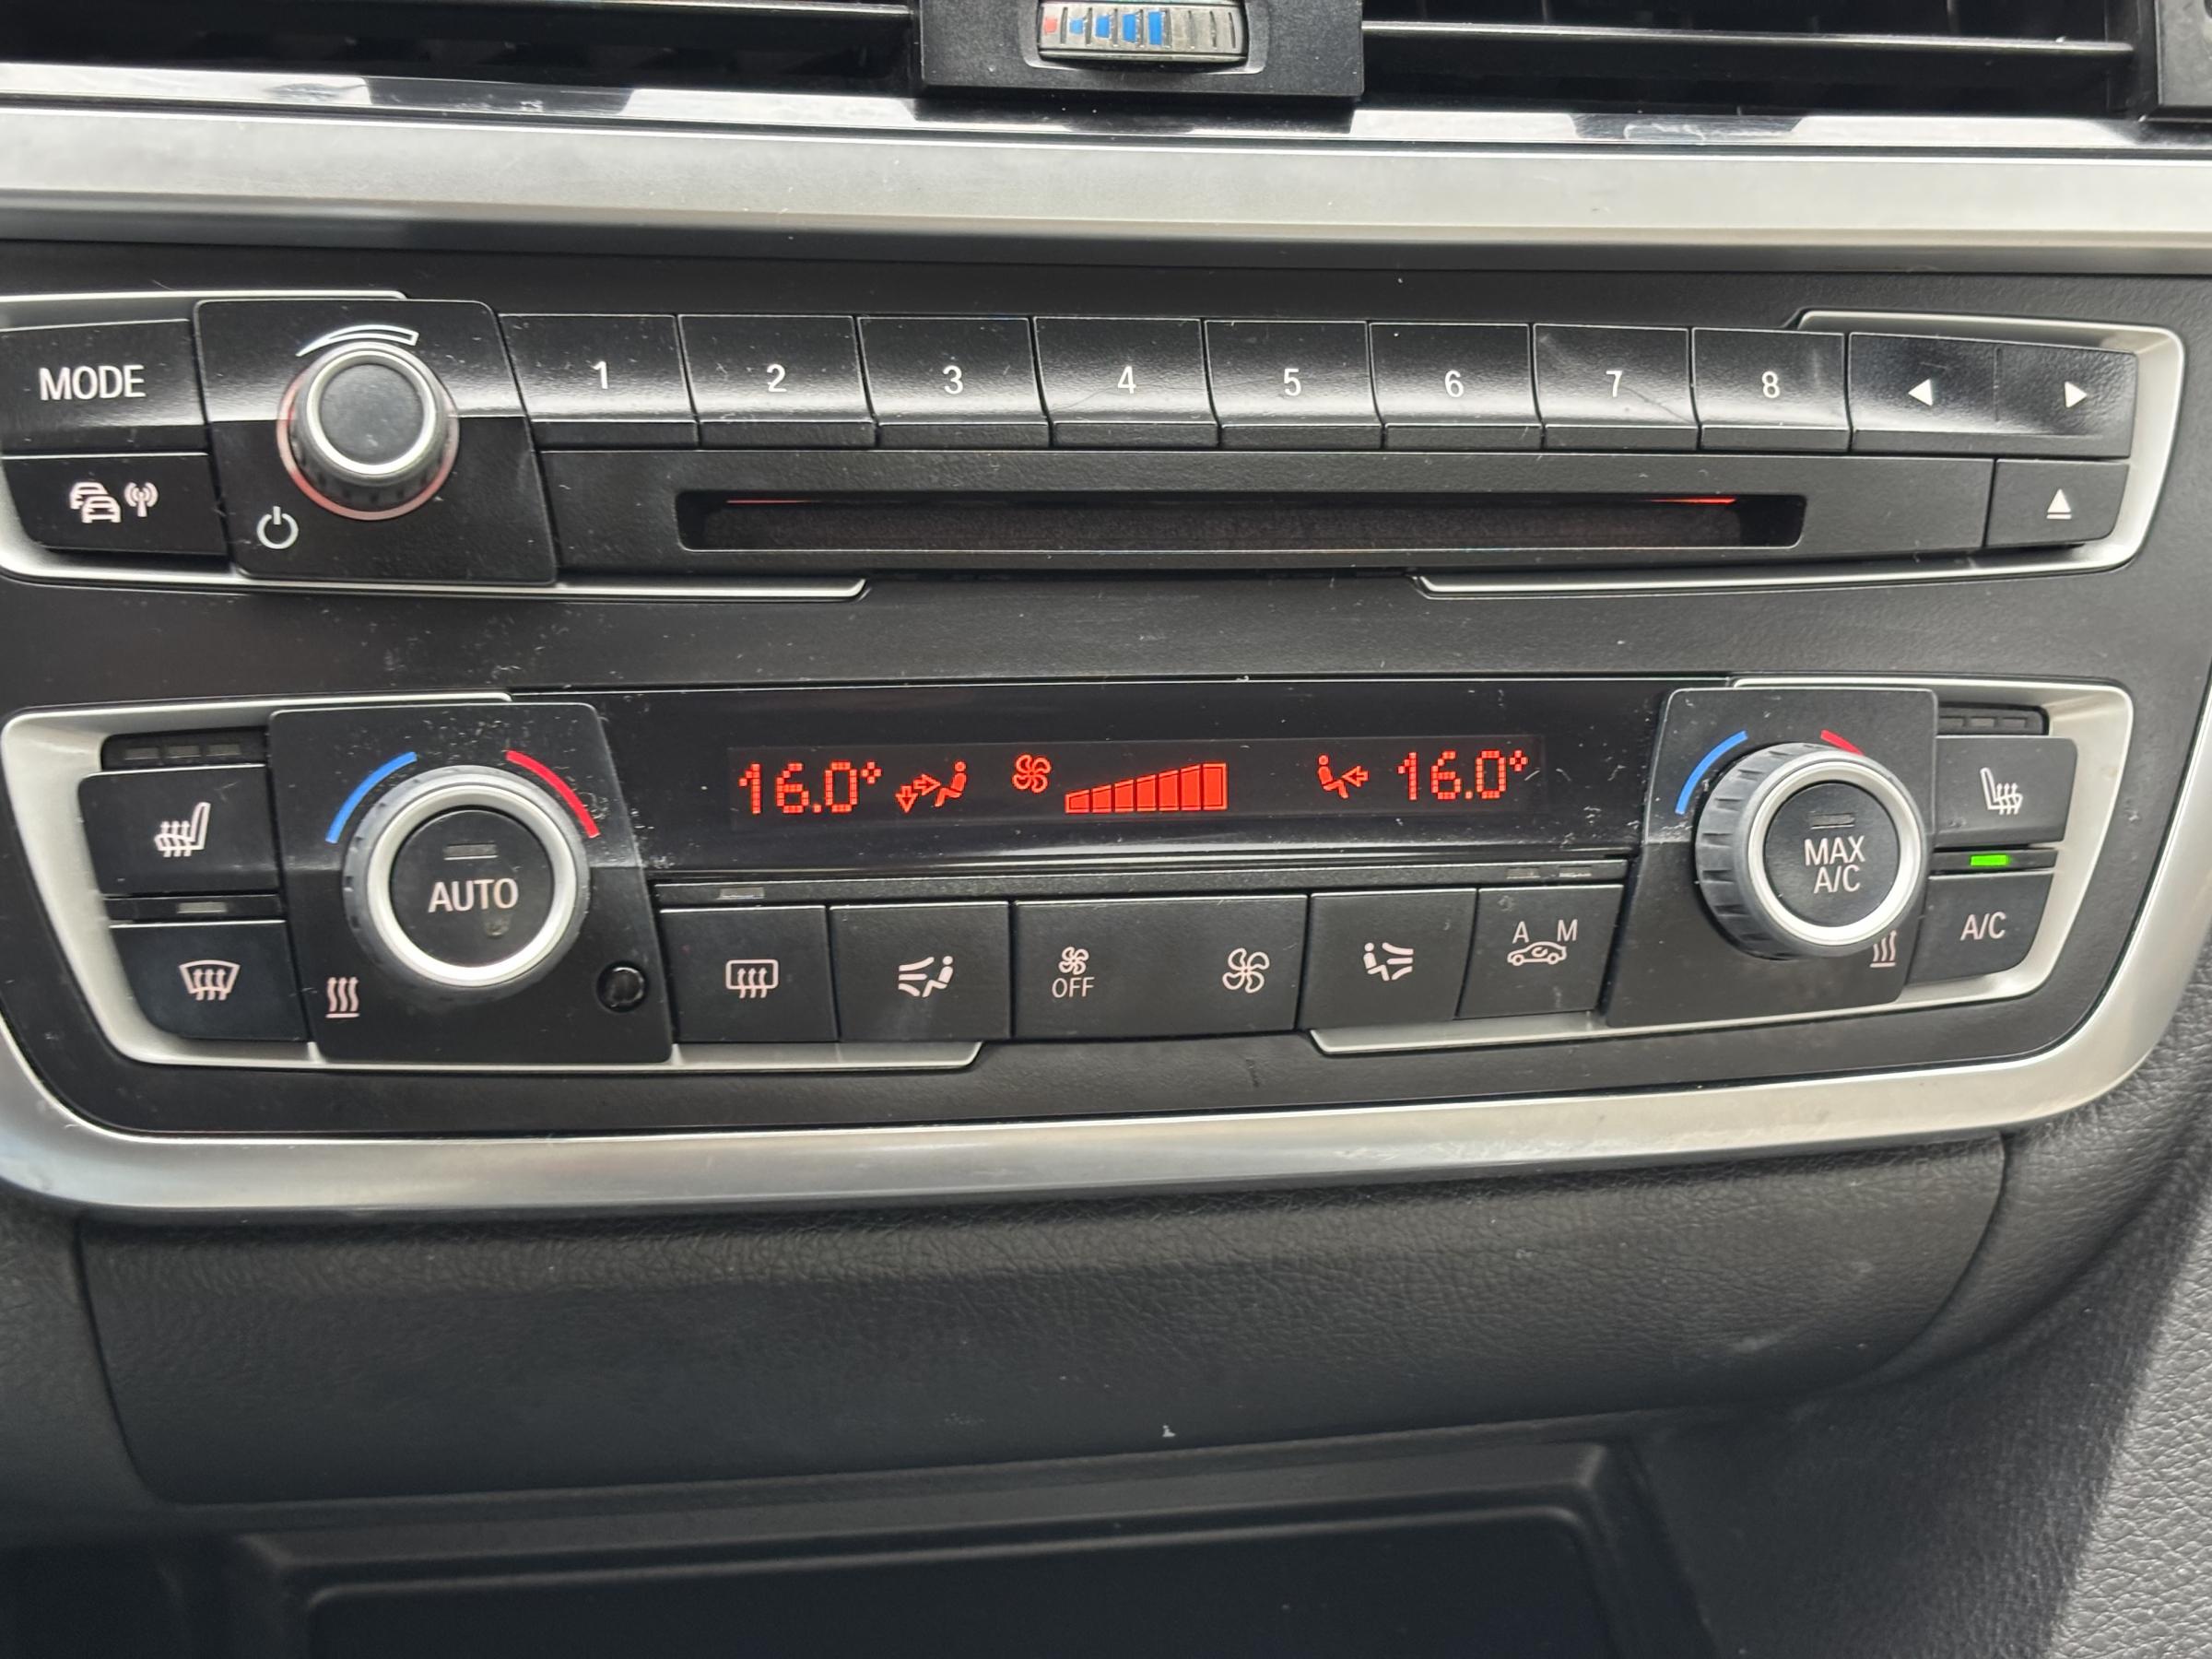 MODE
1 2 3 4 5 6 7 8
16.0° 16.0°
AUTO
MAX
A/C
OFF
A M
A/C